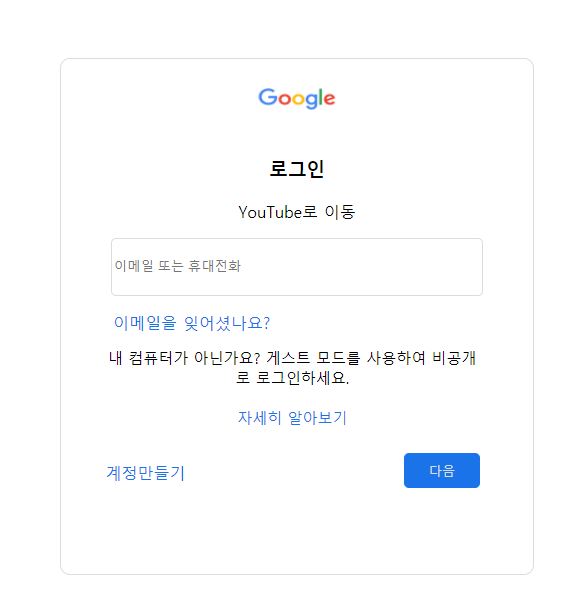 Google
로그인
YouTube로 이동
이메일 또는 휴대전화
이메일을 잊어셨나요?
내 컴퓨터가 아닌가요? 게스트 모드를 사용하여 비공개
로 로그인하세요.
자세히 알아보기
계정만들기
다음